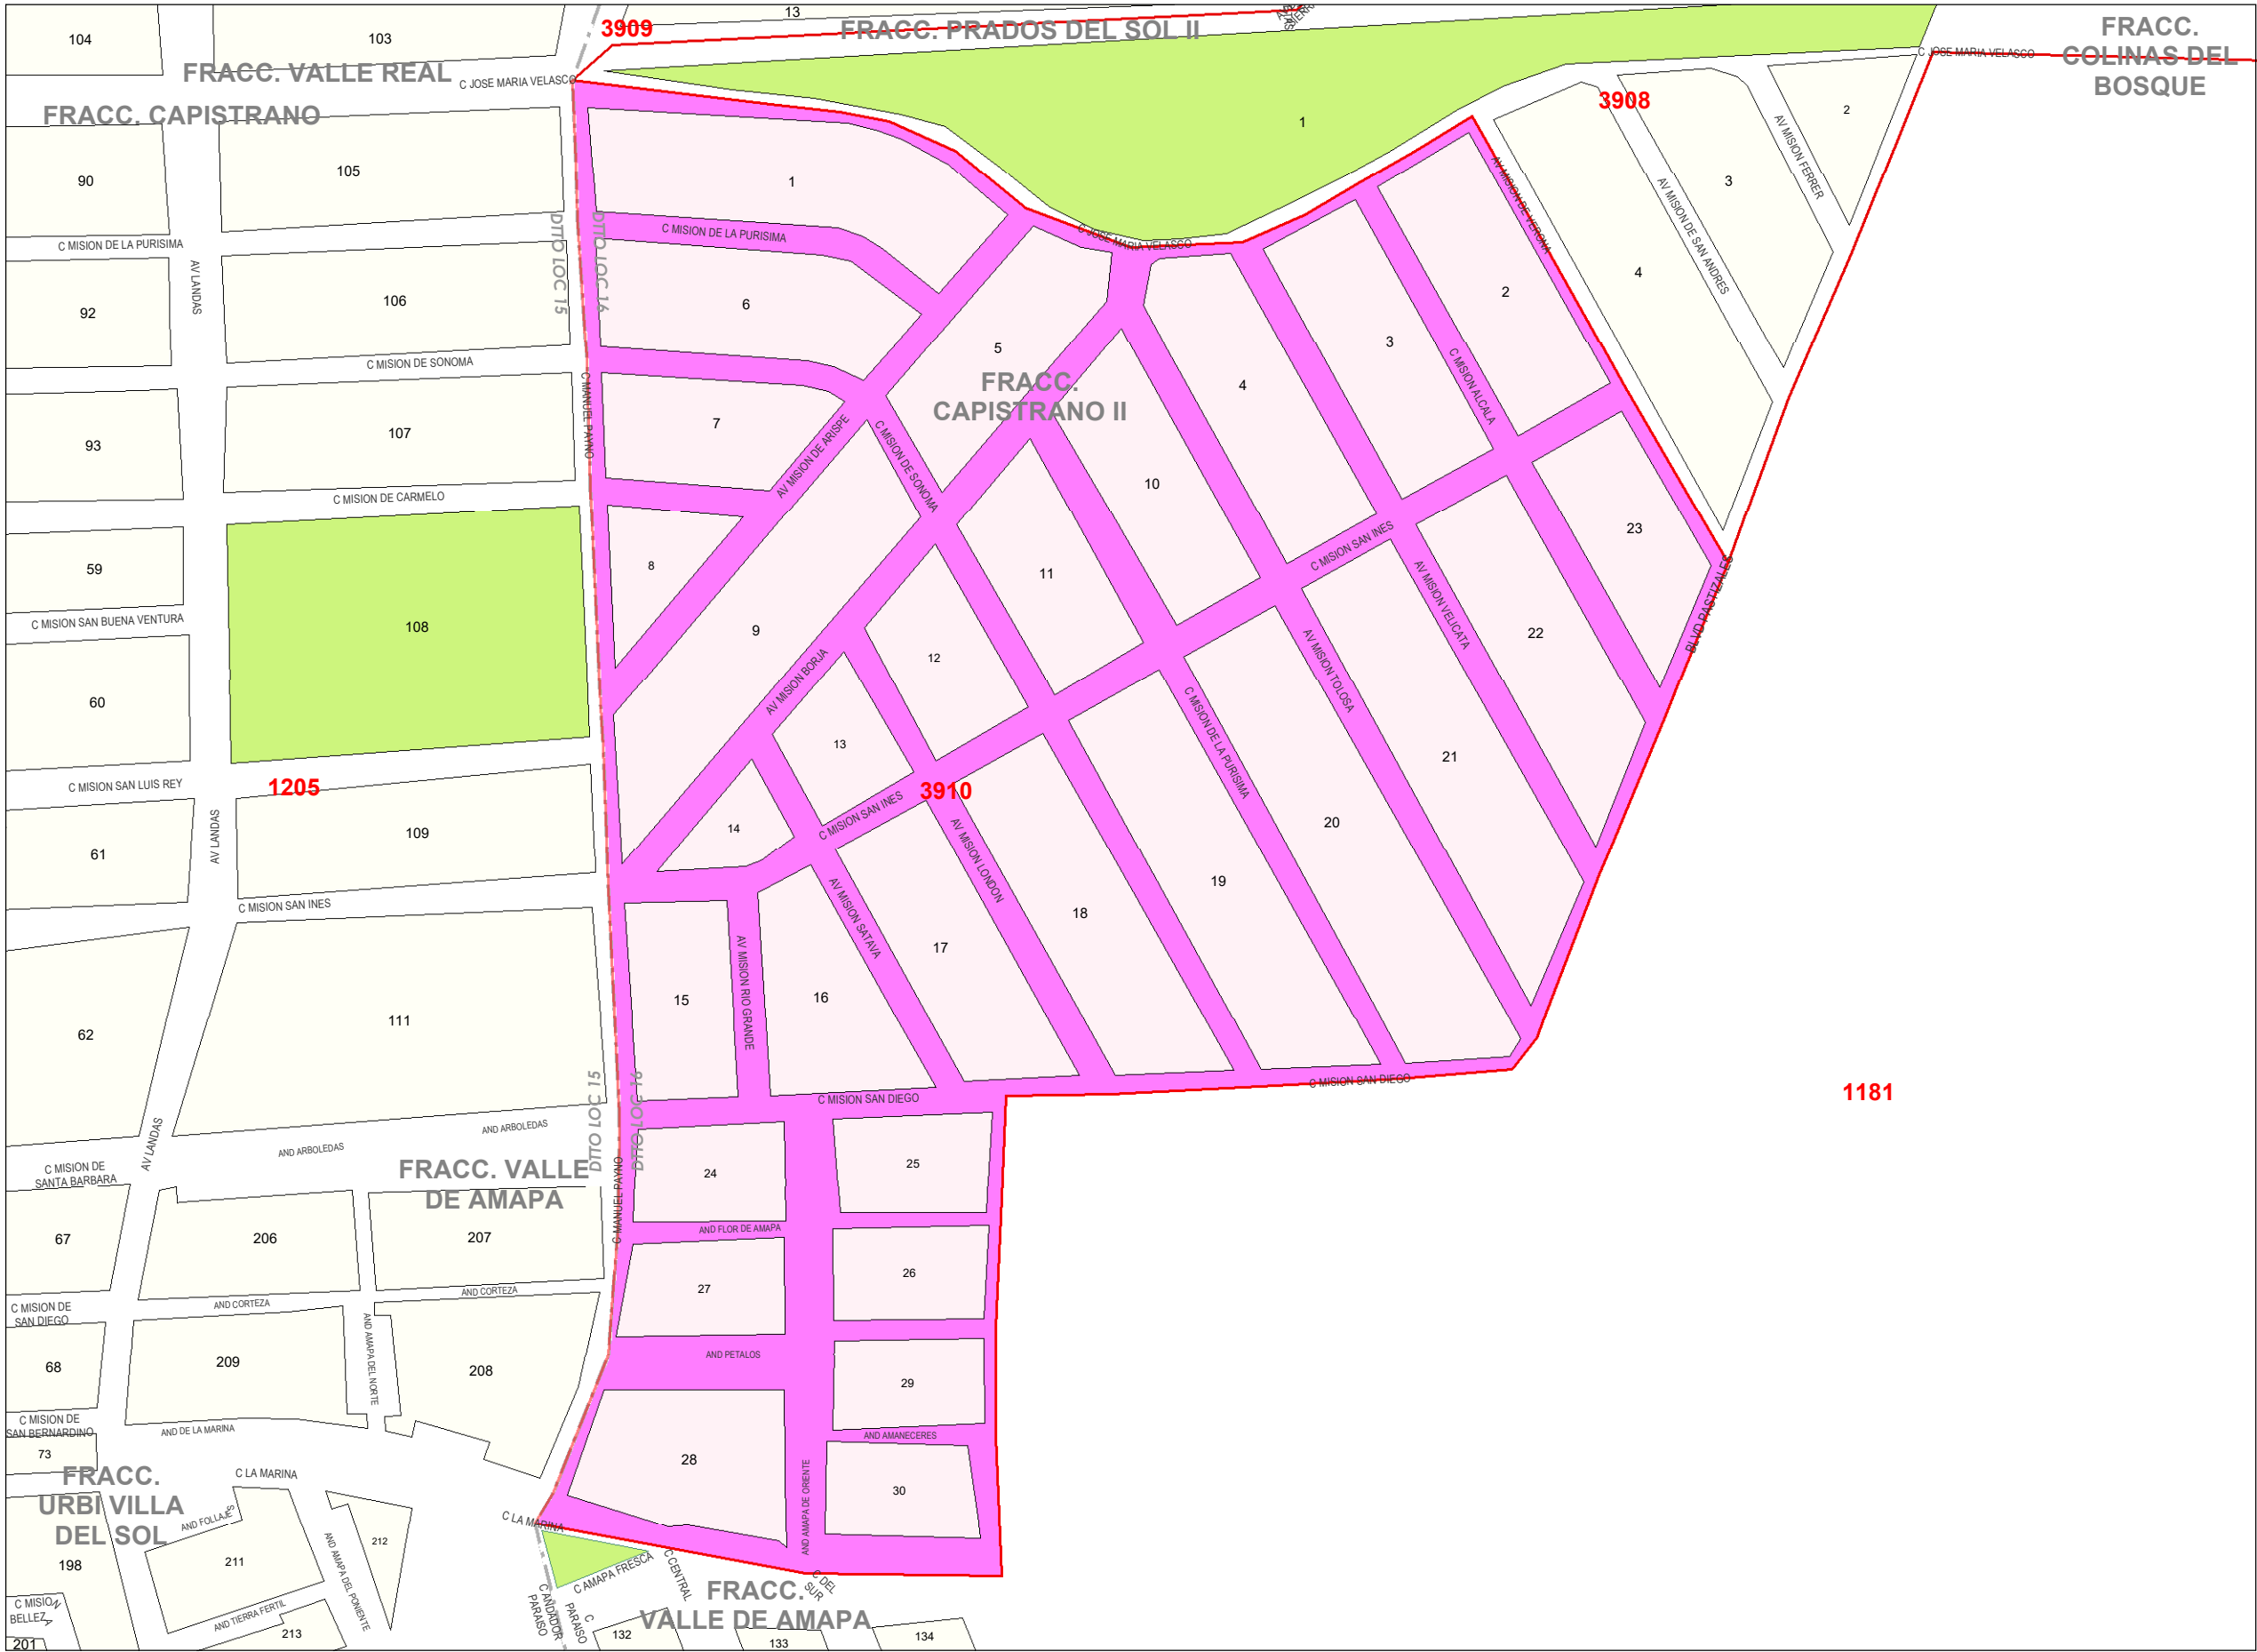 13
3909
FRACC. PRADOS DEL SOL II
FRACC.
COLINAS DEL
BOSQUE
104
103
FRACC. VALLE REAL
C JOSE MARIA VELASCO
C JOSE MARIA VELASCO
FRACC. CAPISTRANO
3908
2
1
AV MISION FERRER
90
105
1
3
AV MISION DE VERONA
AV MISION DE SAN ANDRES
C MISION DE LA PURISIMA
C MISION DE LA PURISIMA
C JOSE MARIA VELASCO
DTTO LOC 15
DTTO LOC 16
AV LANDAS
92
106
6
4
2
5
3
4
C MISION DE SONOMA
C MANUEL PAYNO
FRACC.
CAPISTRANO II
C MISION ALCALA
93
107
7
AV MISION DE ARISPE
C MISION DE SONOMA
10
C MISION DE CARMELO
23
C MISION SAN INES
59
8
11
AV MISION VELICATA
BLVD PASTIZALES
C MISION SAN BUENA VENTURA
108
9
12
22
AV MISION BORJA
AV MISION TOLOSA
C MISION DE LA PURISIMA
60
13
21
C MISION SAN LUIS REY
1205
3910
C MISION SAN INES
14
20
AV LANDAS
109
61
AV MISION LONDON
19
C MISION SAN INES
AV MISION SATAVA
18
17
AV MISION RIO GRANDE
15
16
62
111
DTTO LOC 15
DTTO LOC 16
C MISION SAN DIEGO
C MISION SAN DIEGO
1181
AND ARBOLEDAS
AND ARBOLEDAS
AV LANDAS
C MISION DE
SANTA BARBARA
FRACC. VALLE
DE AMAPA
C MANUEL PAYNO
24
25
AND FLOR DE AMAPA
67
206
207
26
27
AND CORTEZA
AND CORTEZA
C MISION DE
SAN DIEGO
AND AMAPA DEL NORTE
AND PETALOS
68
209
208
29
C MISION DE
SAN BERNARDINO
AND DE LA MARINA
AND AMANECERES
73
28
FRACC.
URBI VILLA
DEL SOL
C LA MARINA
30
AND AMAPA DE ORIENTE
AND FOLLAJES
C LA MARINA
212
AND AMAPA DEL PONIENTE
198
211
C AMAPA FRESCA
C CENTRAL
C DEL
SUR
C ANDADOR
PARAISO
C
PARAISO
FRACC.
VALLE DE AMAPA
C MISION
BELLEZA
AND TIERRA FERTIL
201
213
132
133
134